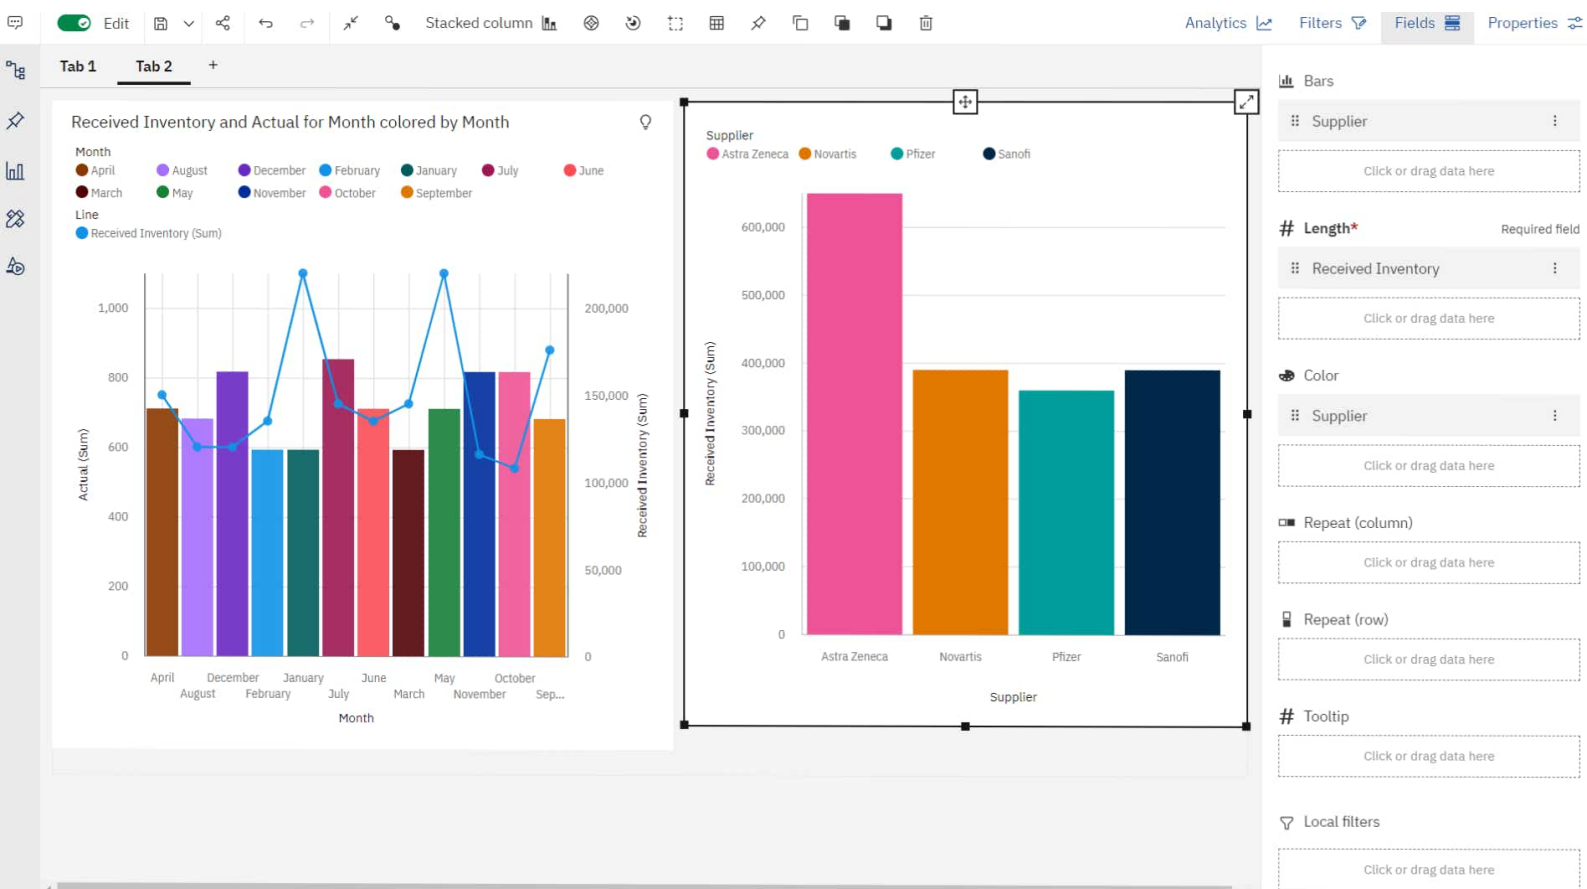 Edit
Stacked column
Analytics
Filters
Fields
Properties
Tab 1
Tab 2
+
Received Inventory and Actual for Month colored by Month
Month
April August December February January July June
March May November October September
Line
Received Inventory (Sum)
1,000
800
600
400
200
0
Actual (Sum)
200,000
150,000
100,000
50,000
0
Received Inventory (Sum)
April December January June May October
August February July March November Sep...
Month
Supplier
Astra Zeneca Novartis Pfizer Sanofi
600,000
500,000
400,000
300,000
200,000
100,000
0
Received Inventory (Sum)
Astra Zeneca Novartis Pfizer Sanofi
Supplier
Bars
Supplier
Click or drag data here
# Length* Required field
Received Inventory
Click or drag data here
Color
Supplier
Click or drag data here
Repeat (column)
Click or drag data here
Repeat (row)
Click or drag data here
# Tooltip
Click or drag data here
Local filters
Click or drag data here